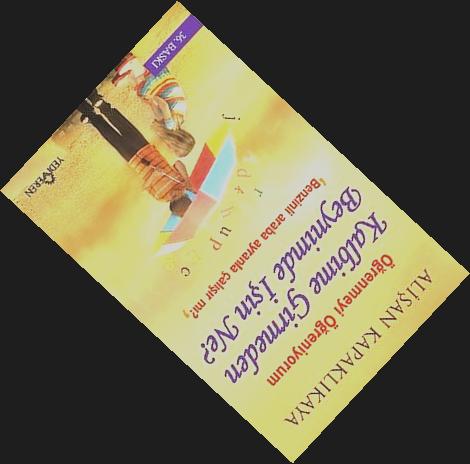 ALİŞAN KAPAKLIKAYA
Öğrenmeyi Öğreniyorum
Kalbime Girmeden
Beynimde İşin Ne?
"Benzinli araba ayranla çalışır mı?"
36. BASKI
YEDİVEREN